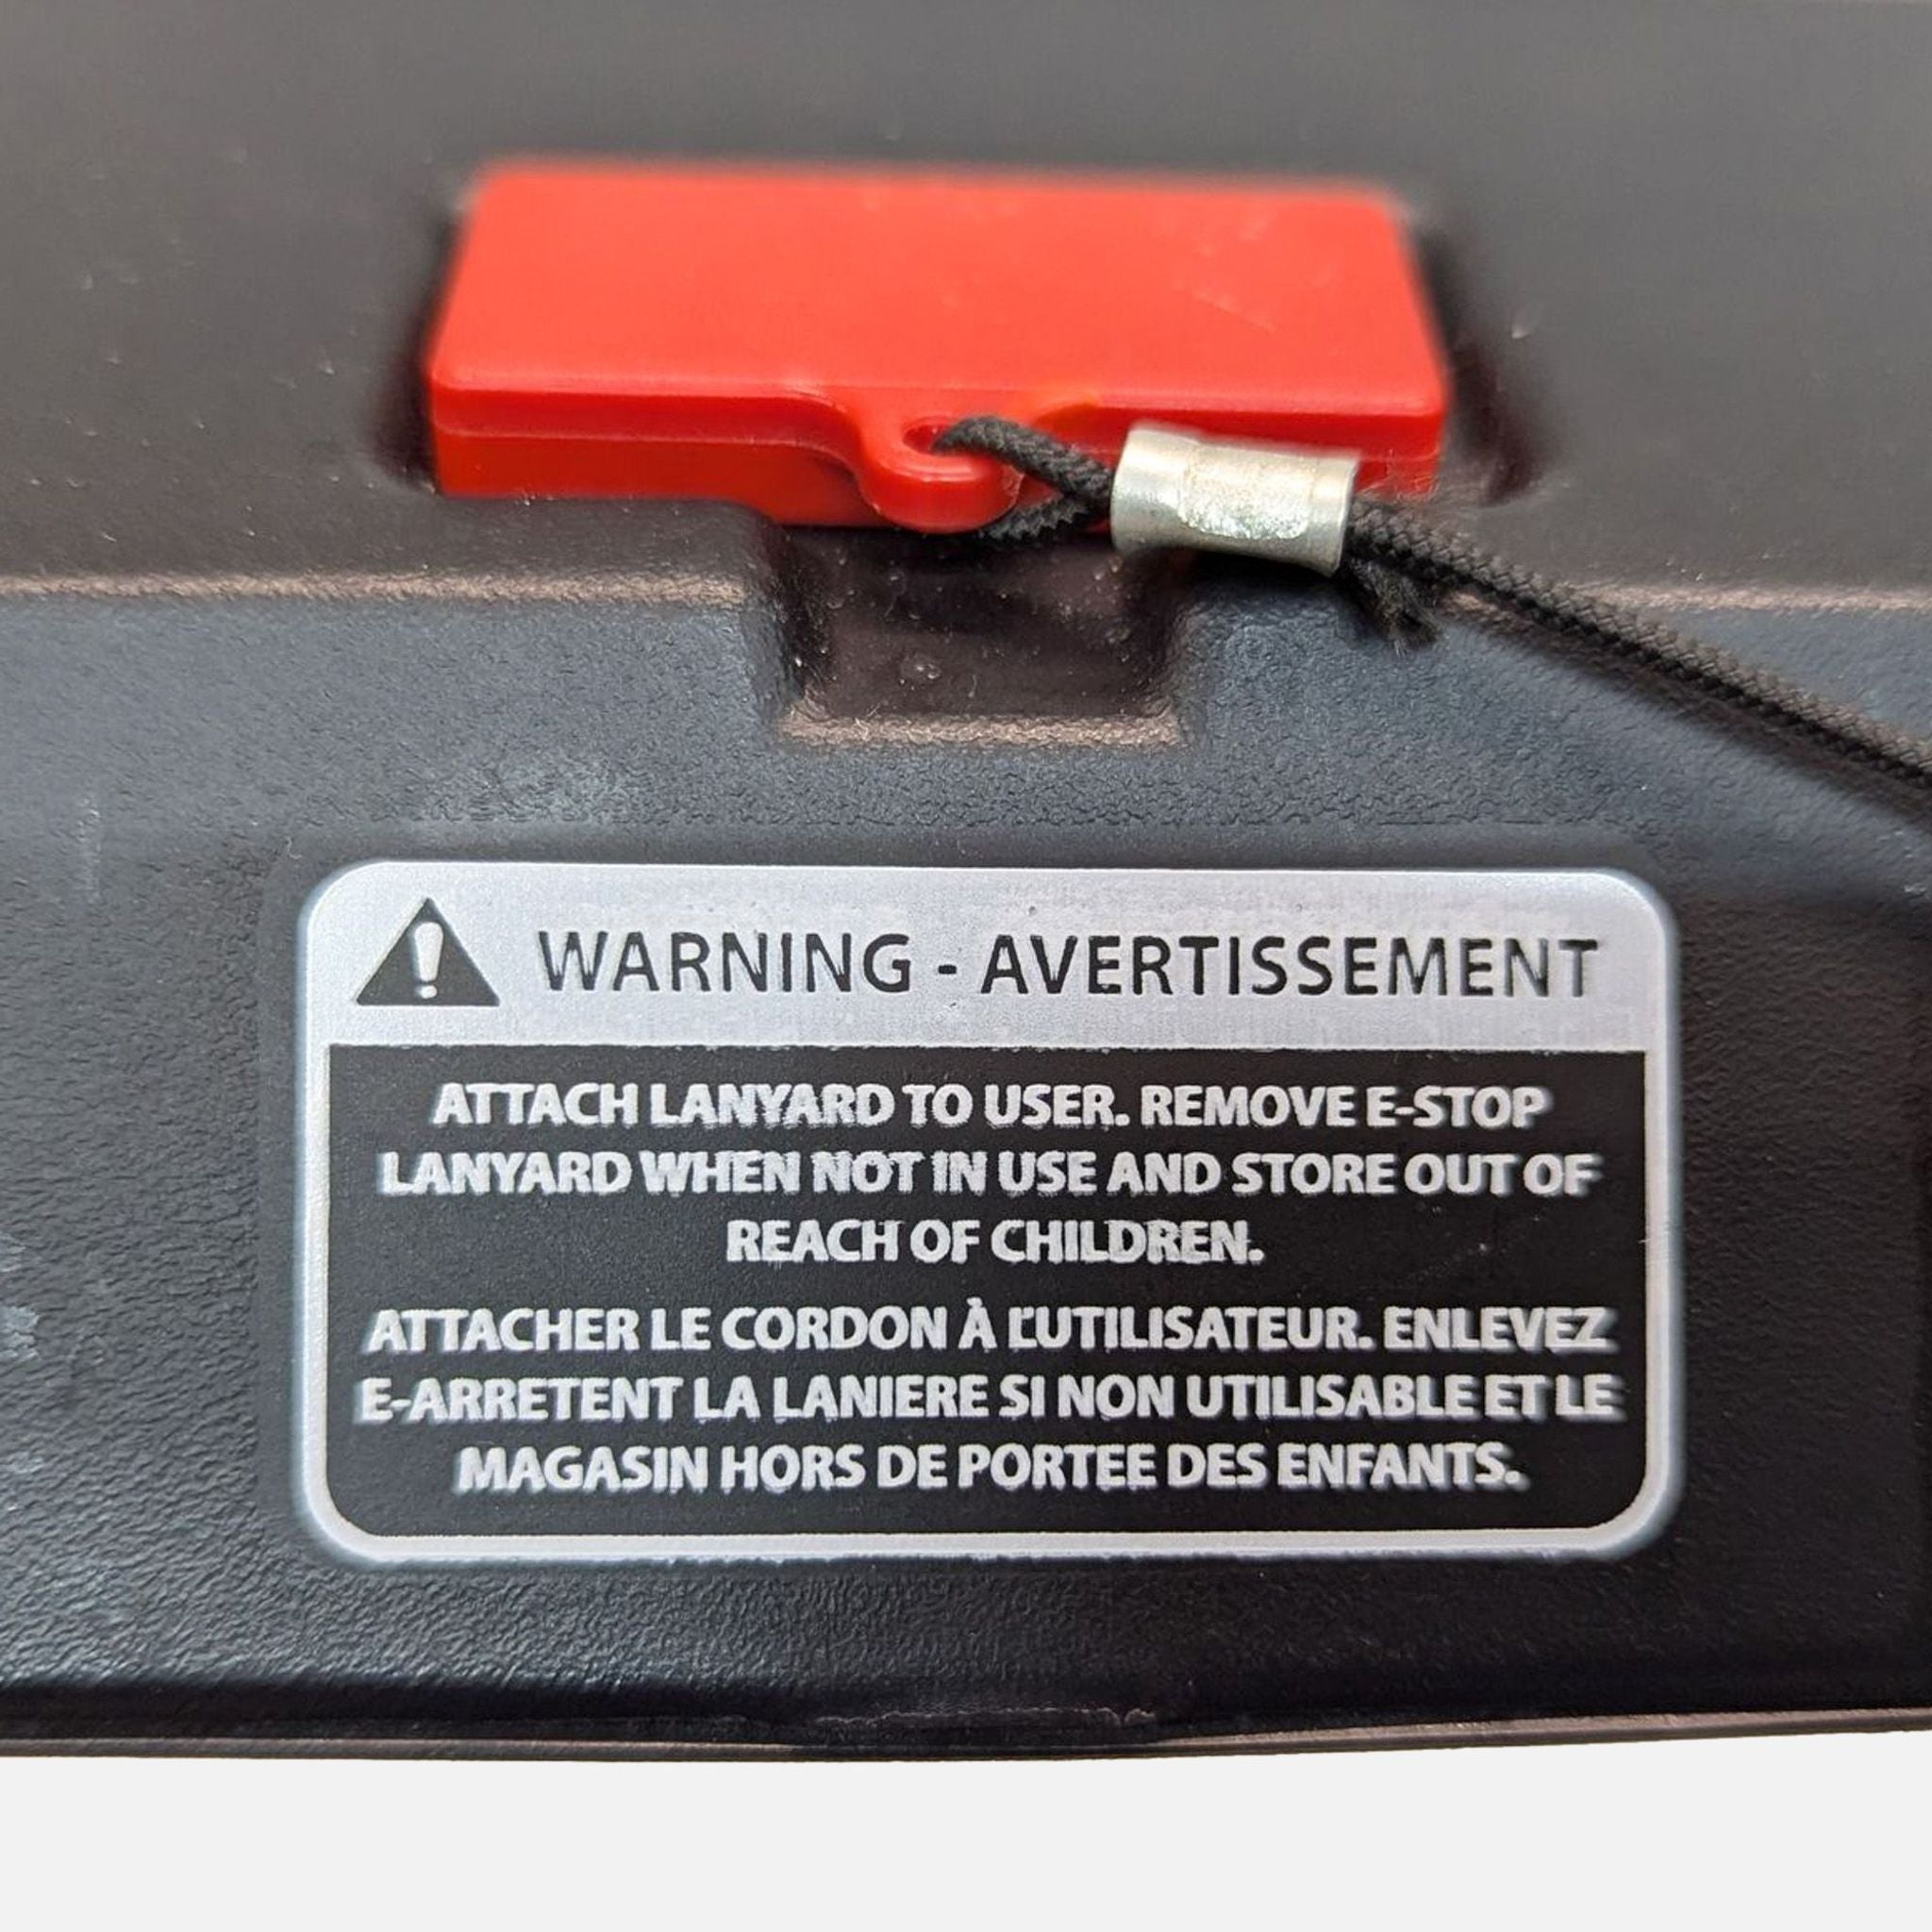 WARNING - AVERTISSEMENT
ATTACH LANYARD TO USER. REMOVE E-STOP
LANYARD WHEN NOT IN USE AND STORE OUT OF
REACH OF CHILDREN.
ATTACHER LE CORDON À L'UTILISATEUR. ENLEVEZ
E-ARRETENT LA LANIERE SI NON UTILISABLE ET LE
MAGASIN HORS DE PORTEE DES ENFANTS.